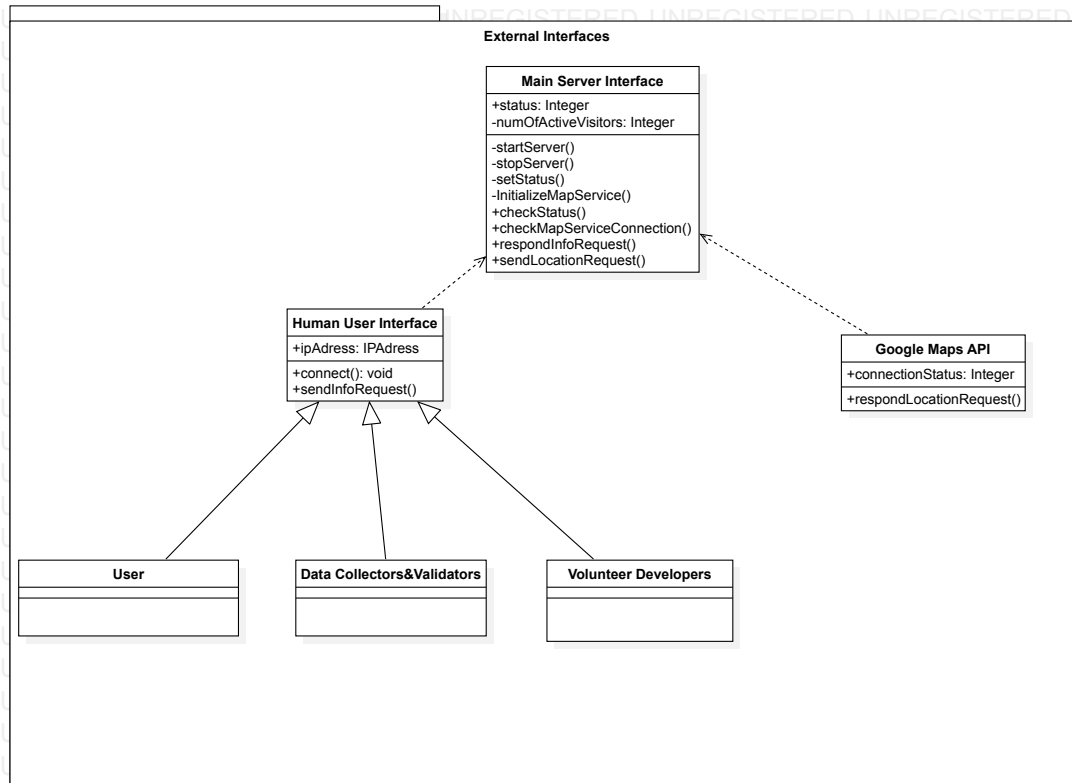 UNREGISTERED UNREGISTERED UNREGISTERED
External Interfaces
Main Server Interface
+status: Integer
-numOfActiveVisitors: Integer
-startServer()
-stopServer()
-setStatus()
-InitializeMapService()
+checkStatus()
+checkMapServiceConnection()
+respondInfoRequest()
+sendLocationRequest()
Human User Interface
+ipAdress: IPAdress
+connect(): void
+sendInfoRequest()
Google Maps API
+connectionStatus: Integer
+respondLocationRequest()
User
Data Collectors&Validators
Volunteer Developers